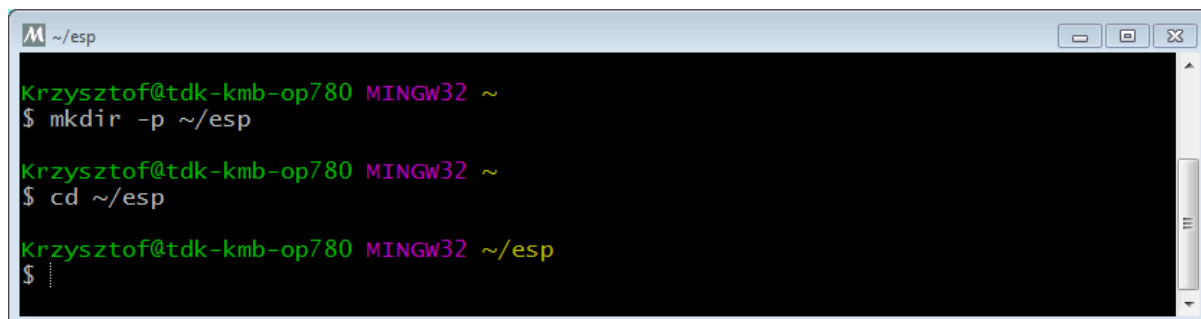 M ~/esp
Krzysztof@tdk-kmb-op780 MINGW32 ~
$ mkdir -p ~/esp
Krzysztof@tdk-kmb-op780 MINGW32 ~
$ cd ~/esp
Krzysztof@tdk-kmb-op780 MINGW32 ~/esp
$